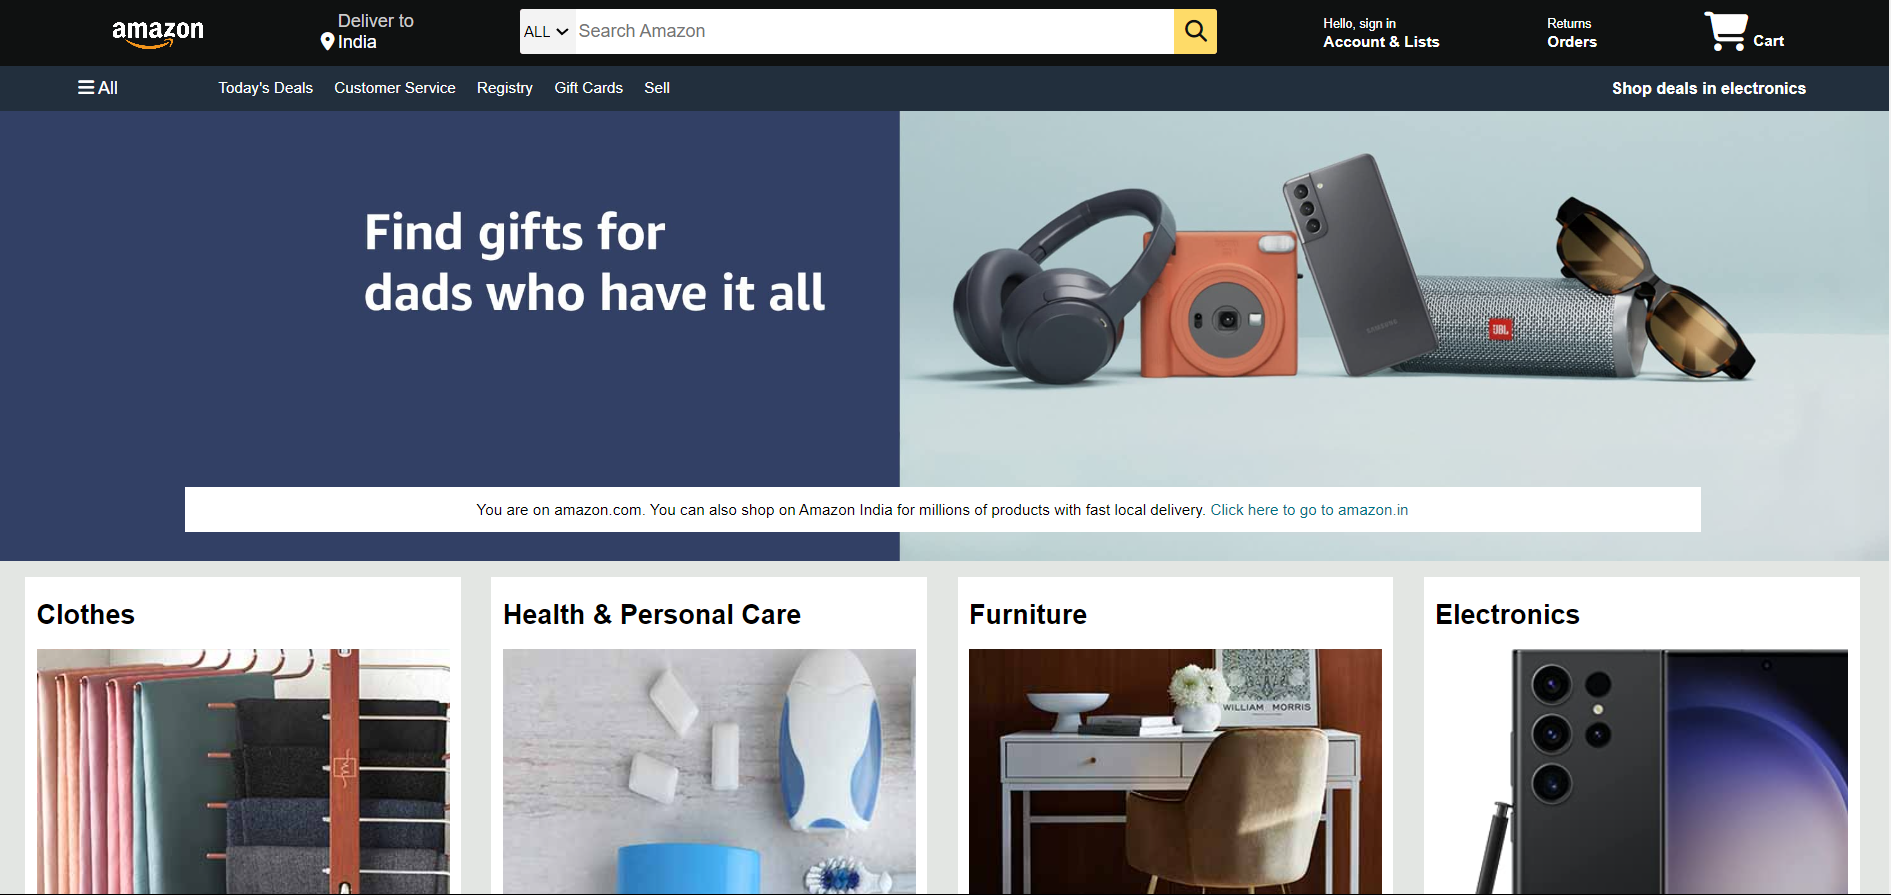 amazon
Deliver to
India
ALL
Search Amazon
Hello, sign in
Account & Lists
Returns
Orders
Cart
All
Today's Deals
Customer Service
Registry
Gift Cards
Sell
Shop deals in electronics
Find gifts for
dads who have it all
SAMSUNG
JBL
You are on amazon.com. You can also shop on Amazon India for millions of products with fast local delivery. Click here to go to amazon.in
Clothes
Health & Personal Care
Furniture
Electronics
WILLIAM MORRIS